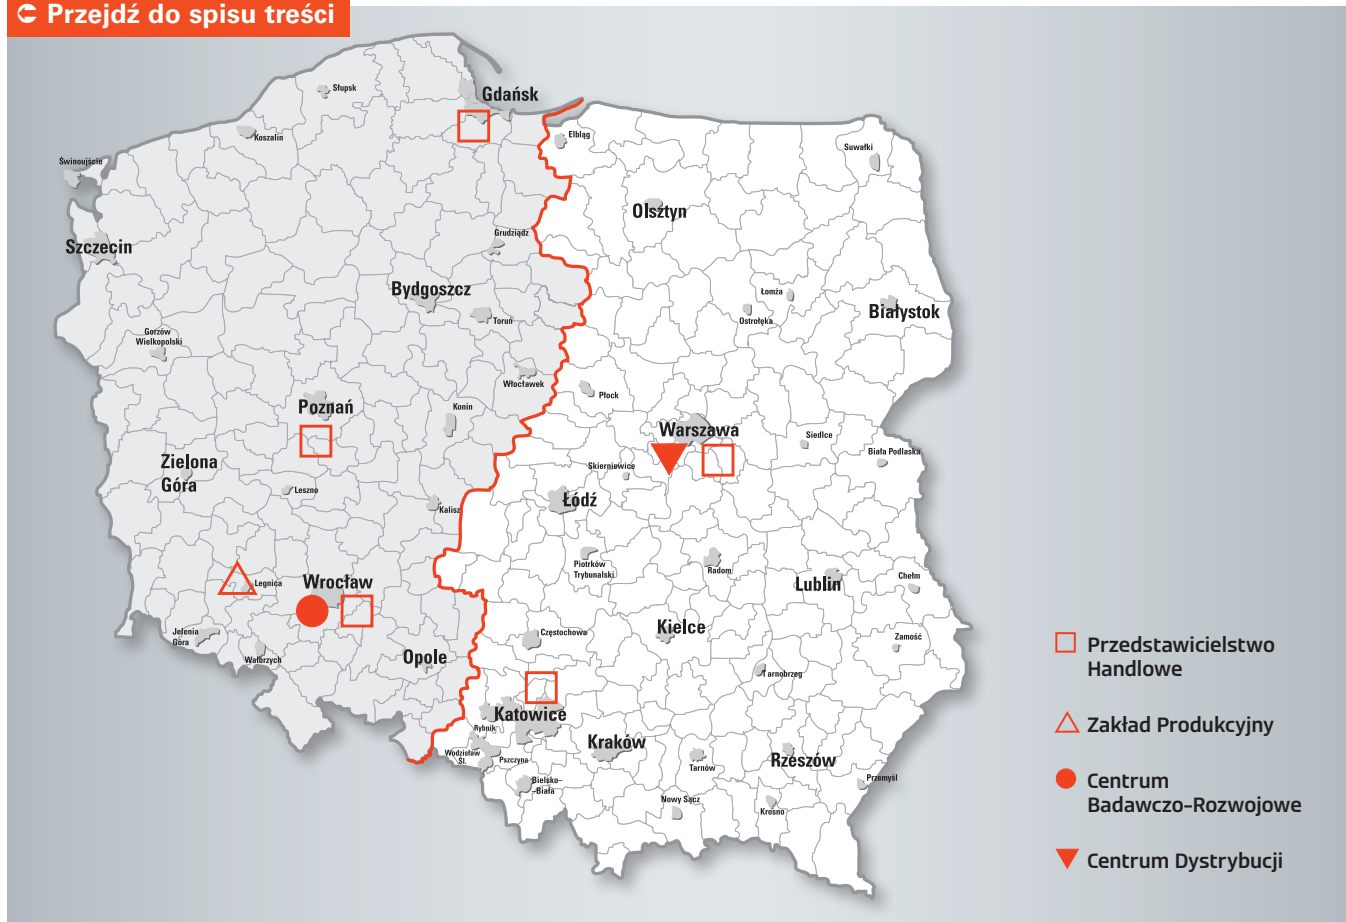 Przejdź do spisu treści
Słupsk
Gdańsk
Koszalin
Elbląg
Suwałki
Świnoujście
Olsztyn
Szczecin
Grudziądz
Bydgoszcz
Łomża
Białystok
Ostrołęka
Toruń
Gorzów
Wielkopolski
Włocławek
Płock
Poznań
Konin
Warszawa
Siedlce
Biała Podlaska
Zielona
Góra
Skierniewice
Leszno
Łódź
Kalisz
Piotrków
Trybunalski
Radom
Legnica
Wrocław
Lublin
Chełm
Jelenia
Góra
Częstochowa
Kielce
Zamość
Wałbrzych
Opole
Tarnobrzeg
Katowice
Rybnik
Kraków
Wodzisław
Śl.
Pszczyna
Tarnów
Rzeszów
Bielsko-
-Biała
Przemyśl
Nowy Sącz
Krosno
Przedstawicielstwo
Handlowe
Zakład Produkcyjny
Centrum
Badawczo-Rozwojowe
Centrum Dystrybucji